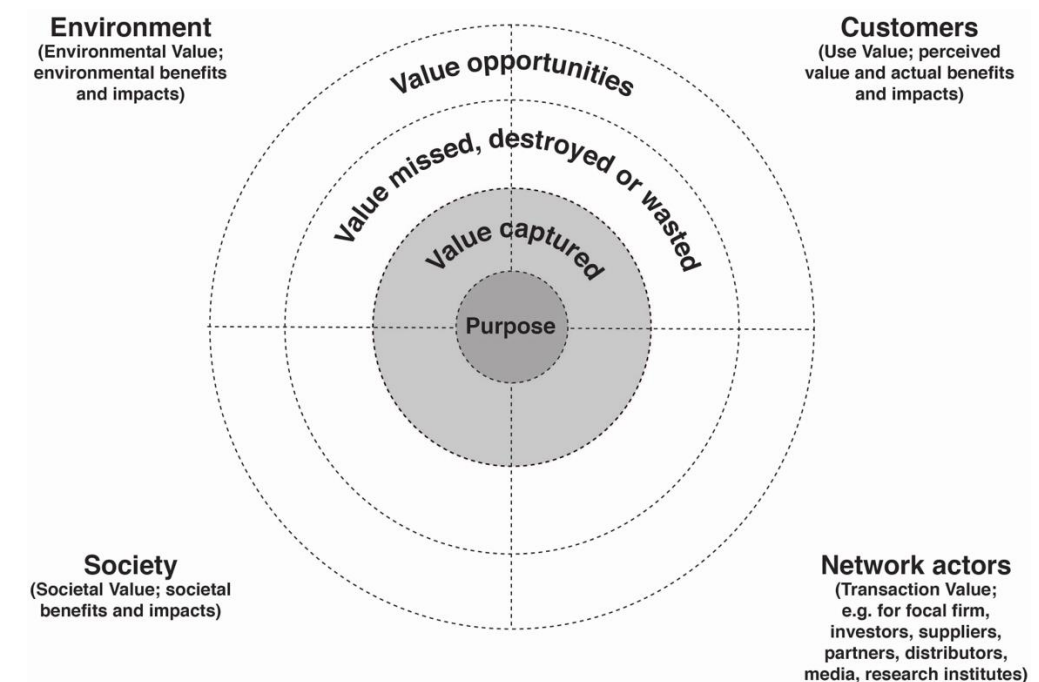 Environment
(Environmental Value;
environmental benefits
and impacts)
Customers
(Use Value; perceived
value and actual benefits
and impacts)
Value opportunities
Value missed, destroyed or wasted
Value captured
Purpose
Society
(Societal Value; societal
benefits and impacts)
Network actors
(Transaction Value;
e.g. for focal firm,
investors, suppliers,
partners, distributors,
media, research institutes)